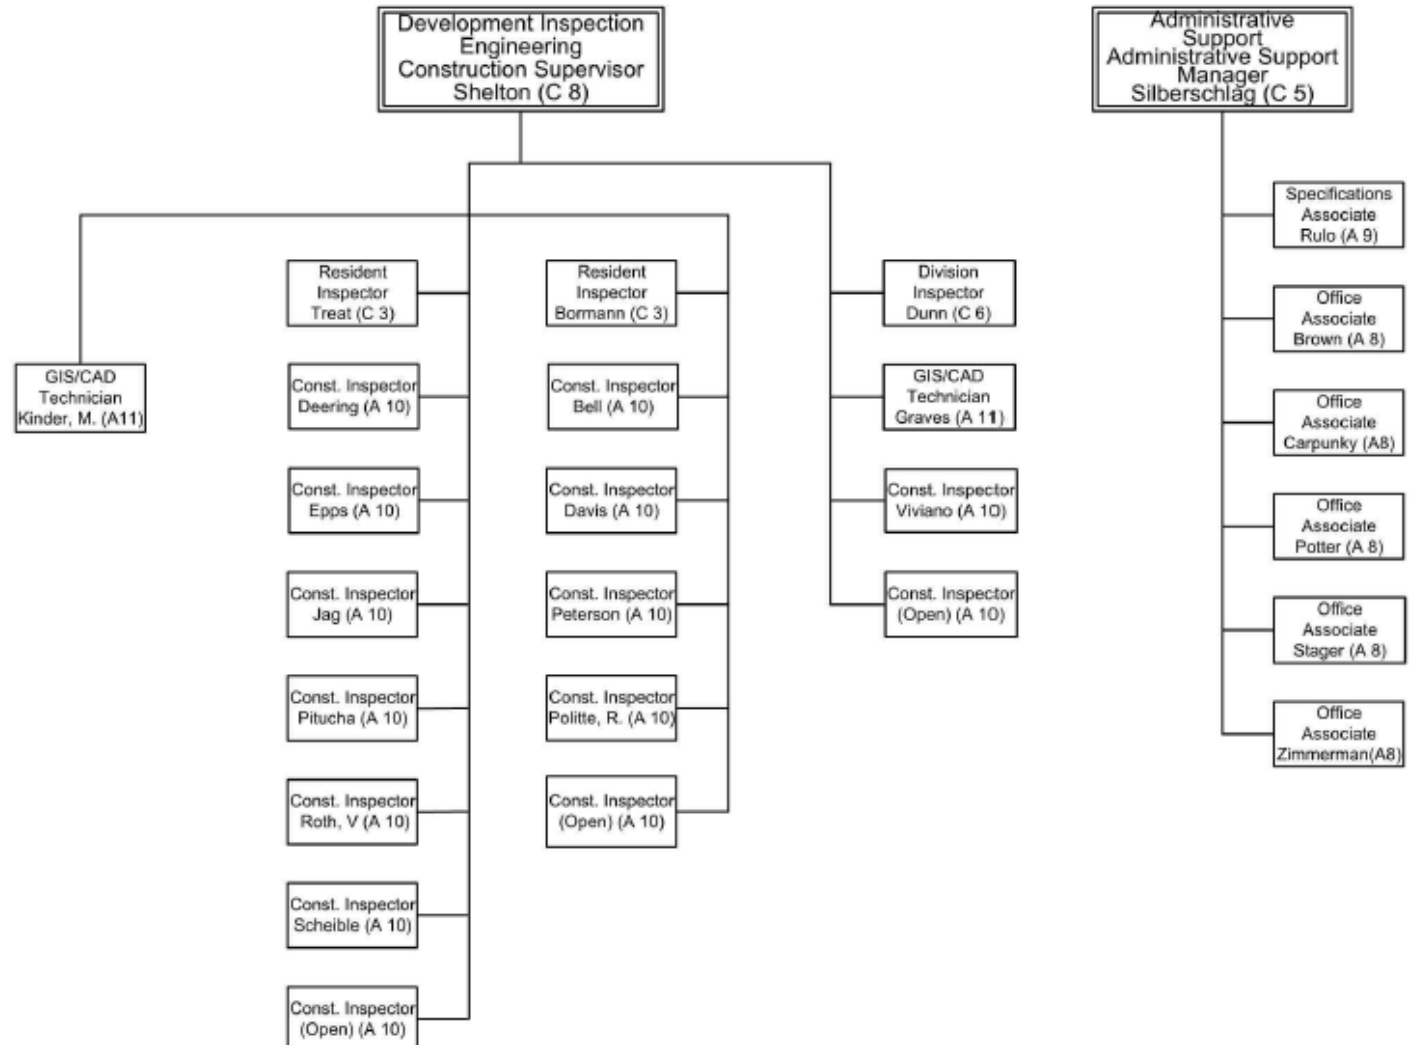 Development Inspection
Engineering
Construction Supervisor
Shelton (C 8)
Administrative
Support
Administrative Support
Manager
Silberschlag (C 5)
GIS/CAD
Technician
Kinder, M. (A11)
Resident
Inspector
Treat (C 3)
Const. Inspector
Deering (A 10)
Const. Inspector
Epps (A 10)
Const. Inspector
Jag (A 10)
Const. Inspector
Pitucha (A 10)
Const. Inspector
Roth, V (A 10)
Const. Inspector
Scheible (A 10)
Const. Inspector
(Open) (A 10)
Resident
Inspector
Bormann (C 3)
Const. Inspector
Bell (A 10)
Const. Inspector
Davis (A 10)
Const. Inspector
Peterson (A 10)
Const. Inspector
Politte, R. (A 10)
Const. Inspector
(Open) (A 10)
Division
Inspector
Dunn (C 6)
GIS/CAD
Technician
Graves (A 11)
Const. Inspector
Viviano (A 10)
Const. Inspector
(Open) (A 10)
Specifications
Associate
Rulo (A 9)
Office
Associate
Brown (A 8)
Office
Associate
Carpunky (A8)
Office
Associate
Potter (A 8)
Office
Associate
Stager (A 8)
Office
Associate
Zimmerman(A8)